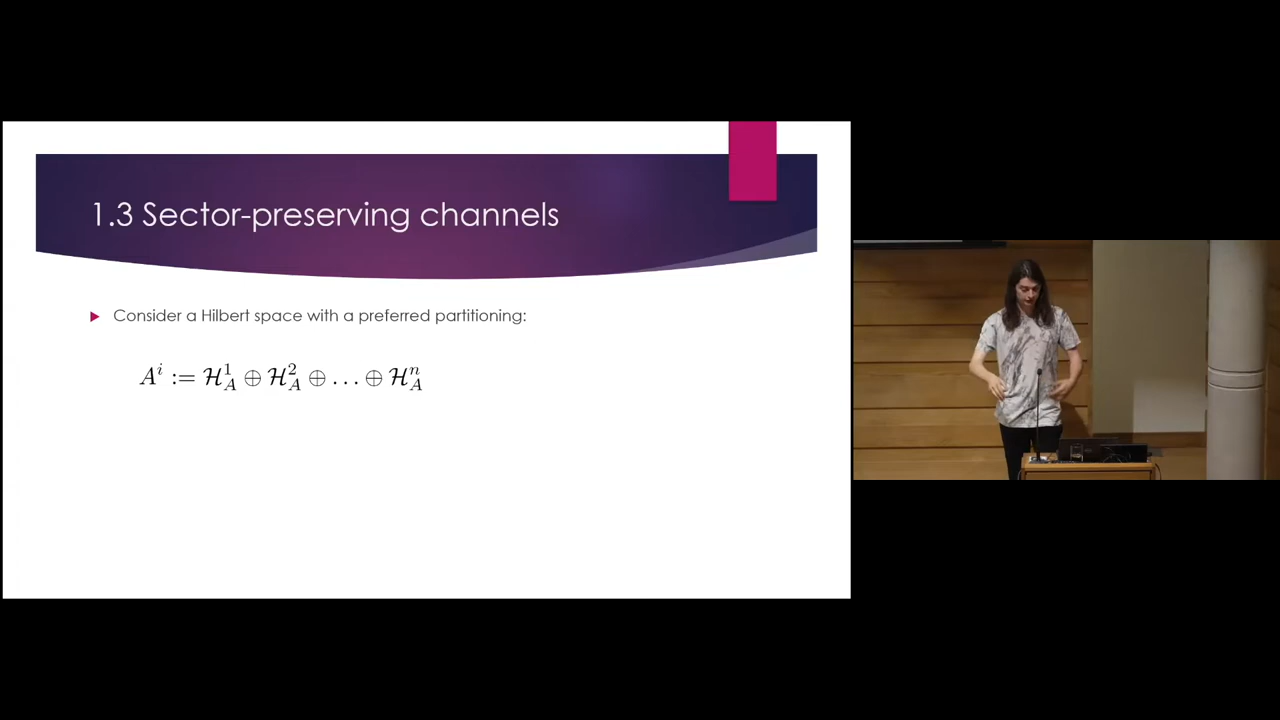 1.3 Sector-preserving channels
Consider a Hilbert space with a preferred partitioning:
$A^i := \mathcal{H}_A^1 \oplus \mathcal{H}_A^2 \oplus \ldots \oplus \mathcal{H}_A^n$